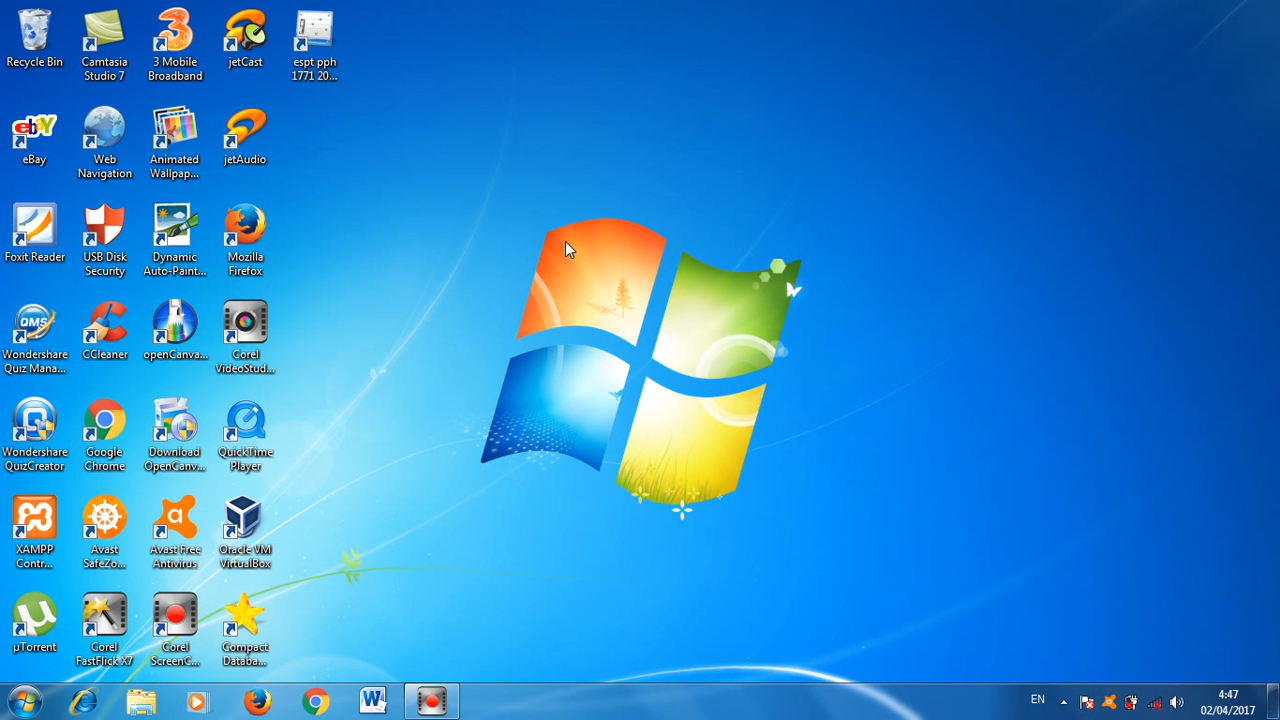 Recycle Bin
Camtasia
Studio 7
3 Mobile
Broadband
jetCast
espt pph
1771 20...
eBay
Web
Navigation
Animated
Wallpap...
jetAudio
Foxit Reader
USB Disk
Security
Dynamic
Auto-Paint...
Mozilla
Firefox
Wondershare
Quiz Mana...
CCleaner
openCanva...
Corel
VideoStud...
Wondershare
QuizCreator
Google
Chrome
Download
OpenCanv...
QuickTime
Player
XAMPP
Contr...
Avast
SafeZo...
Avast Free
Antivirus
Oracle VM
VirtualBox
µTorrent
Corel
FastFlick X7
Corel
ScreenC...
Compact
Databa...
EN
4:47
02/04/2017